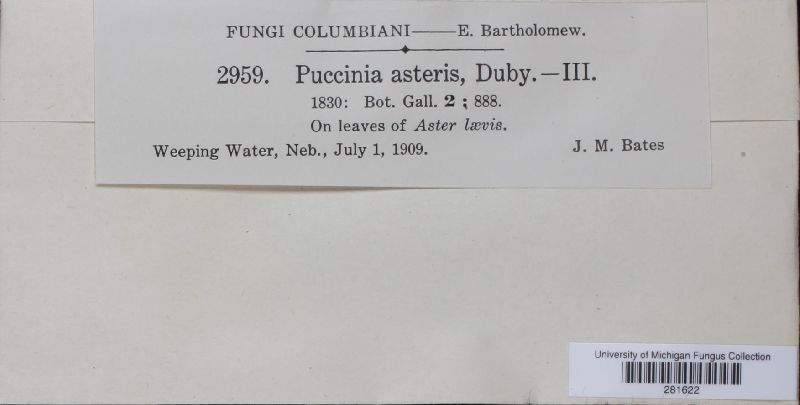 FUNGI COLUMBIANI——E. Bartholomew.
2959. Puccinia asteris, Duby.—III.
1830: Bot. Gall. 2; 888.
On leaves of Aster lævis.
Weeping Water, Neb., July 1, 1909. J. M. Bates
University of Michigan Fungus Collection
281622